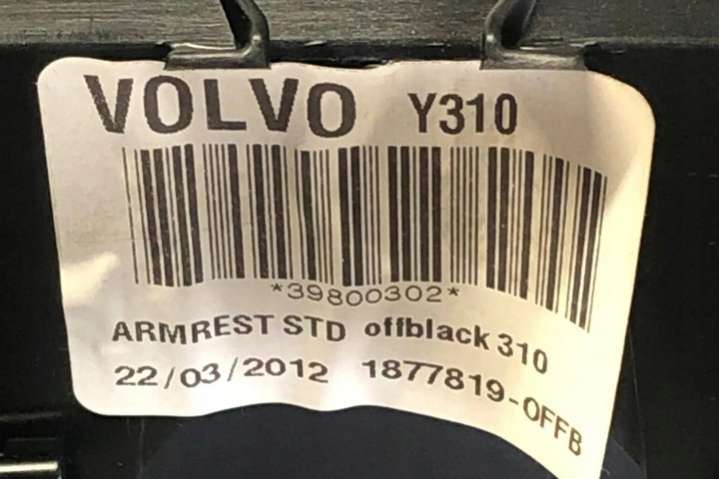 VOLVO Y310
*39800302*
ARMREST STD offblack 310
22/03/2012 1877819-OFFB